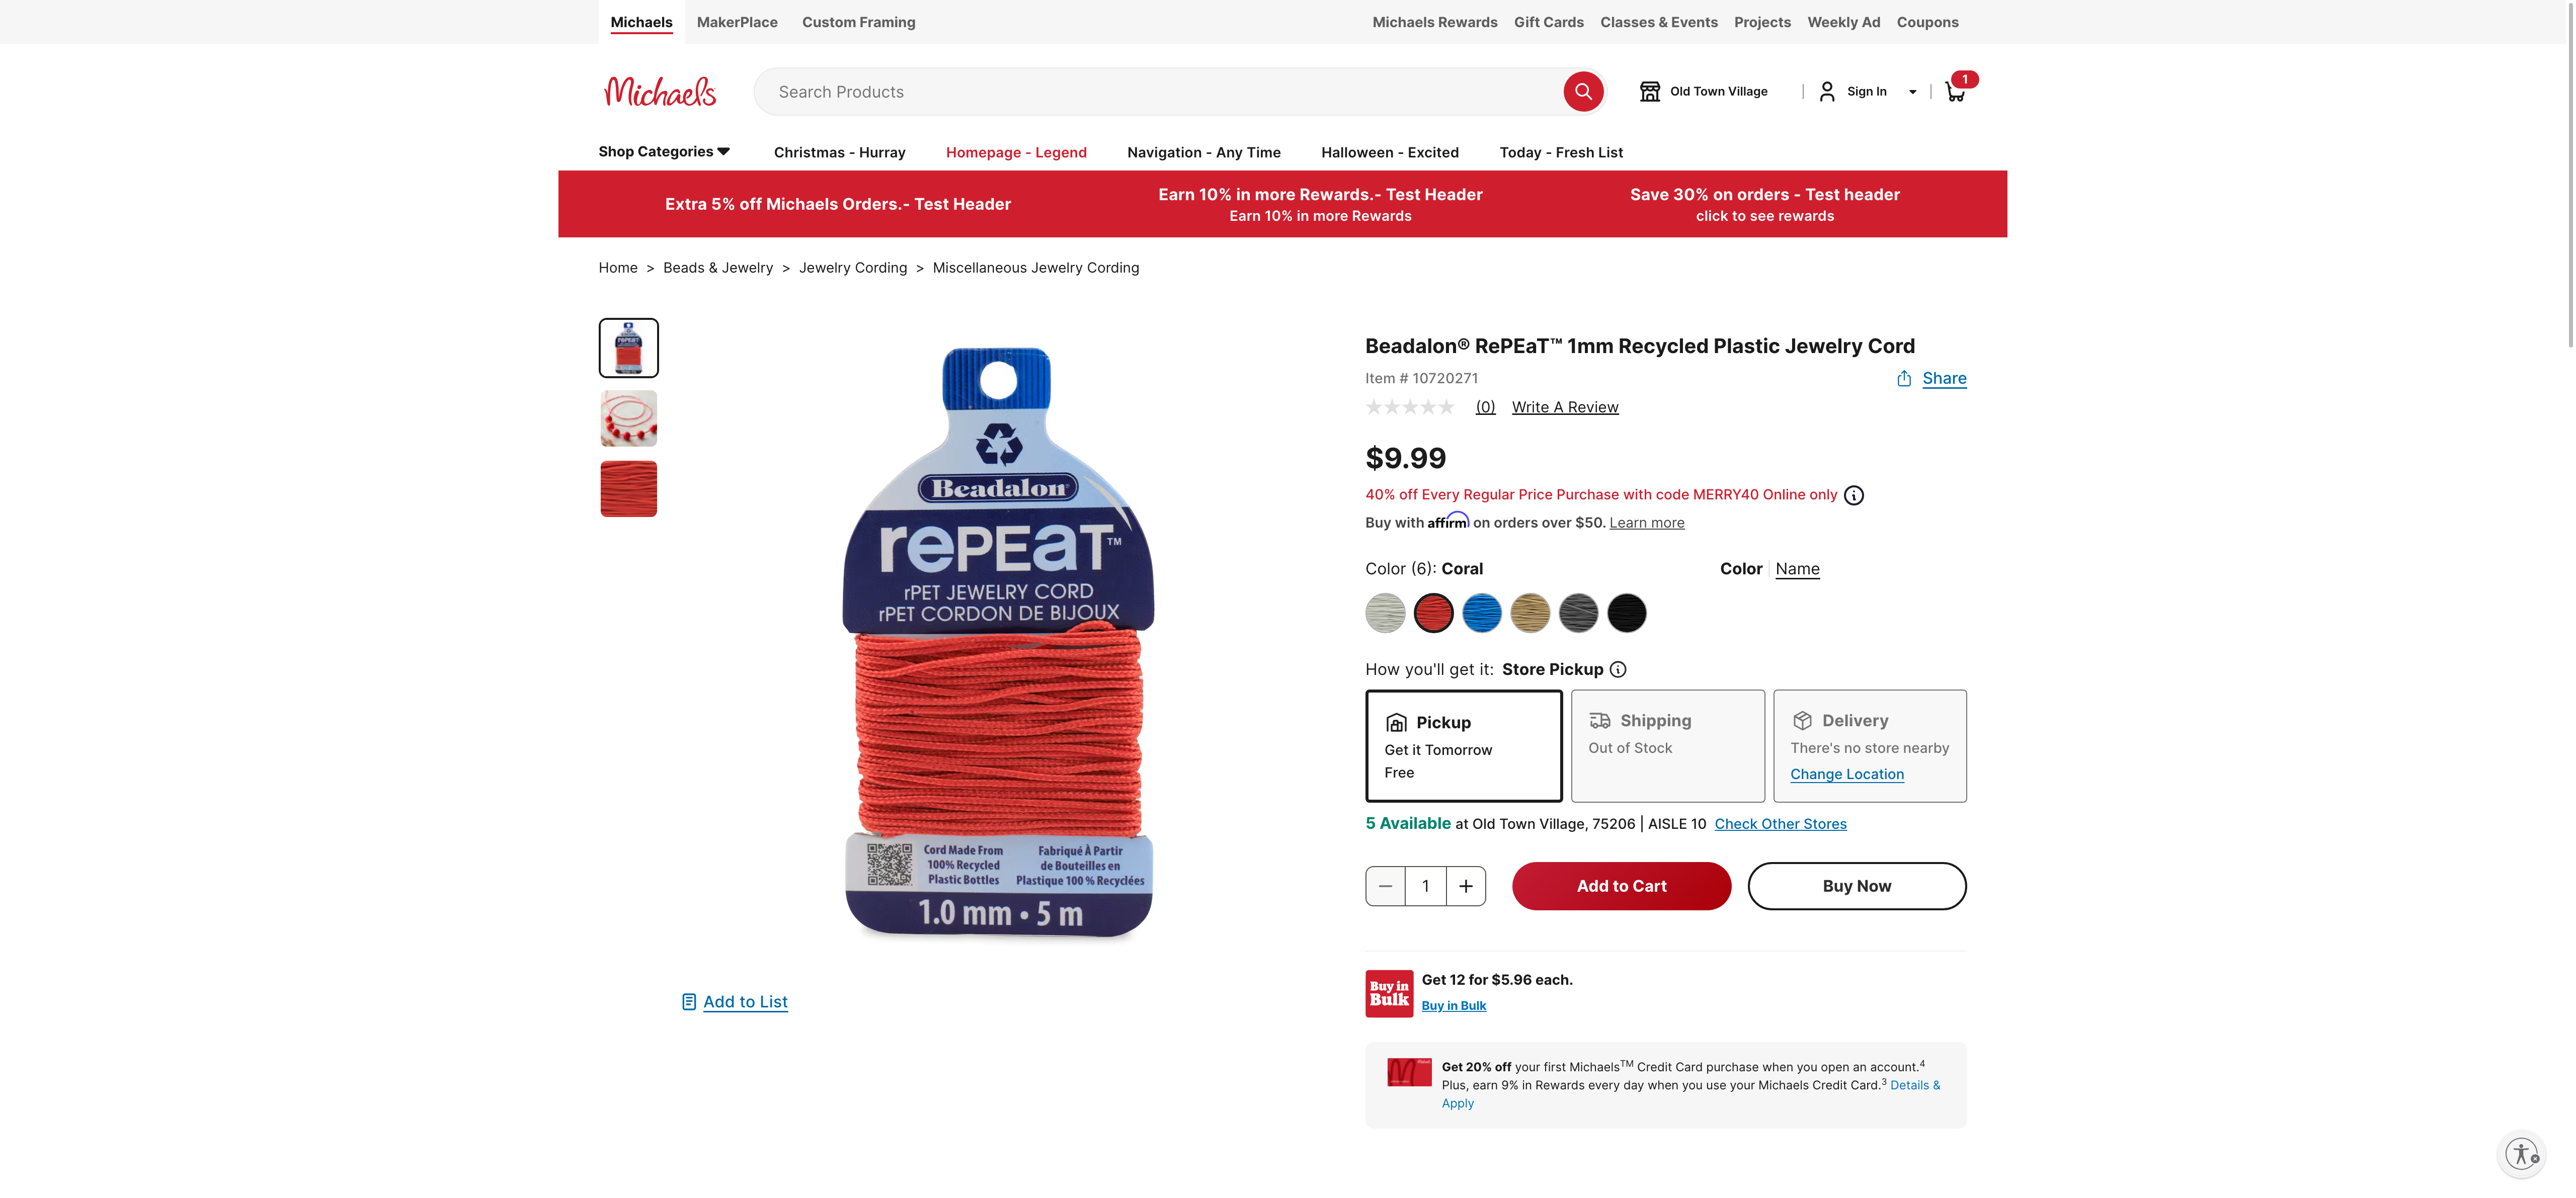 Michaels
MakerPlace
Custom Framing
Michaels Rewards
Gift Cards
Classes & Events
Projects
Weekly Ad
Coupons
Michaels
Search Products
Old Town Village
Sign In
1
Shop Categories
Christmas - Hurray
Homepage - Legend
Navigation - Any Time
Halloween - Excited
Today - Fresh List
Extra 5% off Michaels Orders.- Test Header
Earn 10% in more Rewards.- Test Header
Earn 10% in more Rewards
Save 30% on orders - Test header
click to see rewards
Home > Beads & Jewelry > Jewelry Cording > Miscellaneous Jewelry Cording
Beadalon®
rePEaT™
rPET JEWELRY CORD
rPET CORDON DE BIJOUX
Cord Made From
100% Recycled
Plastic Bottles
Fabriqué À Partir
de Bouteilles en
Plastique 100 % Recyclées
1.0 mm • 5 m
Add to List
Beadalon® RePEaT™ 1mm Recycled Plastic Jewelry Cord
Item # 10720271
Share
(0) Write A Review
$9.99
40% off Every Regular Price Purchase with code MERRY40 Online only
Buy with affirm on orders over $50. Learn more
Color (6): Coral
Color | Name
How you'll get it: Store Pickup
Pickup
Get it Tomorrow
Free
Shipping
Out of Stock
Delivery
There's no store nearby
Change Location
5 Available at Old Town Village, 75206 | AISLE 10 Check Other Stores
− 1 +
Add to Cart
Buy Now
Buy in
Bulk
Get 12 for $5.96 each.
Buy in Bulk
Get 20% off your first Michaels™ Credit Card purchase when you open an account.4
Plus, earn 9% in Rewards every day when you use your Michaels Credit Card.3 Details &
Apply